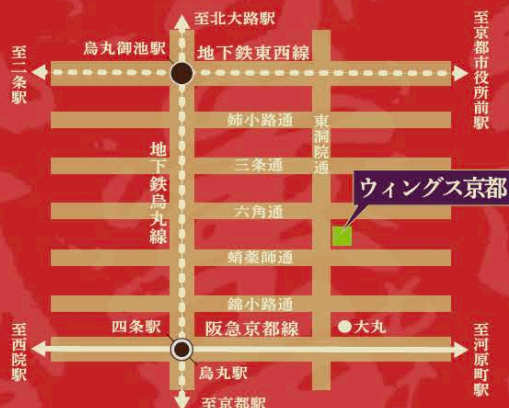 至北大路駅
烏丸御池駅
地下鉄東西線
至二条駅
至京都市役所前駅
姉小路通
東洞院通
三条通
地下鉄烏丸線
ウィングス京都
六角通
蛸薬師通
錦小路通
四条駅
阪急京都線
大丸
至西院駅
至河原町駅
烏丸駅
至京都駅